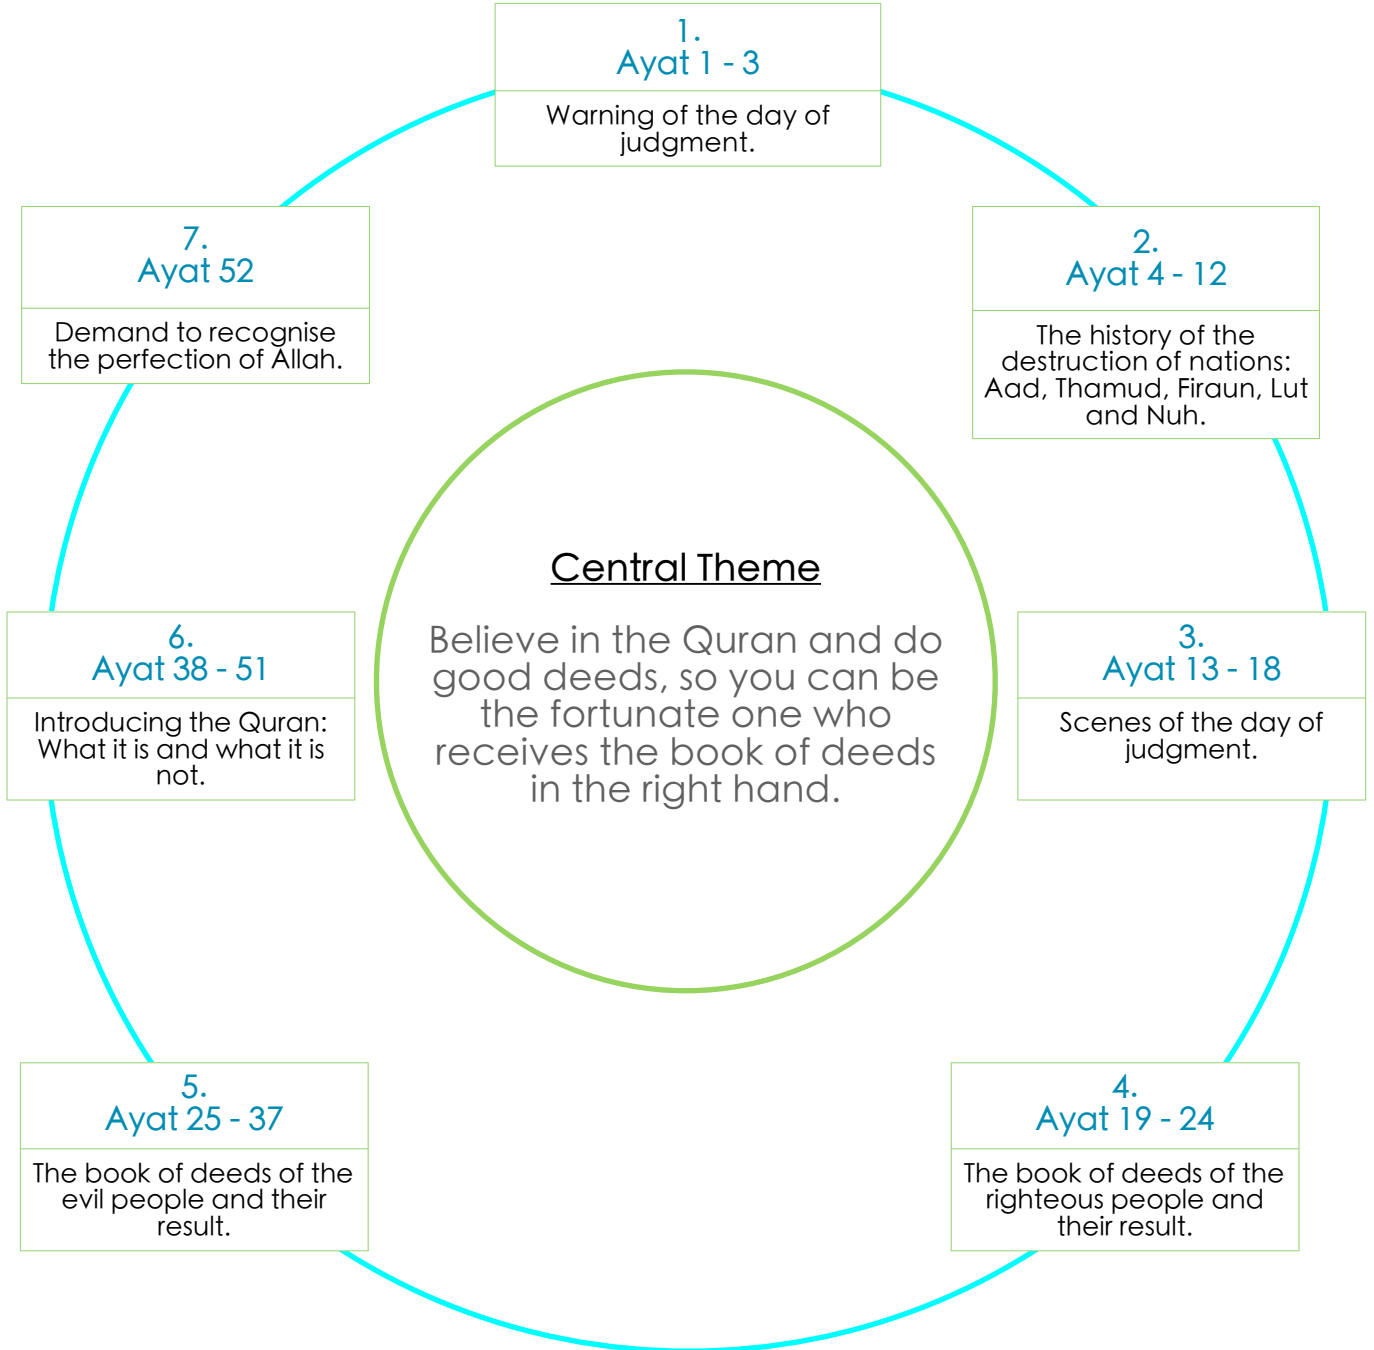 1.
Ayat 1 - 3
Warning of the day of
judgment.
2.
Ayat 4 - 12
The history of the
destruction of nations:
Aad, Thamud, Firaun, Lut
and Nuh.
3.
Ayat 13 - 18
Scenes of the day of
judgment.
4.
Ayat 19 - 24
The book of deeds of the
righteous people and
their result.
5.
Ayat 25 - 37
The book of deeds of the
evil people and their
result.
6.
Ayat 38 - 51
Introducing the Quran:
What it is and what it is
not.
7.
Ayat 52
Demand to recognise
the perfection of Allah.
Central Theme
Believe in the Quran and do
good deeds, so you can be
the fortunate one who
receives the book of deeds
in the right hand.